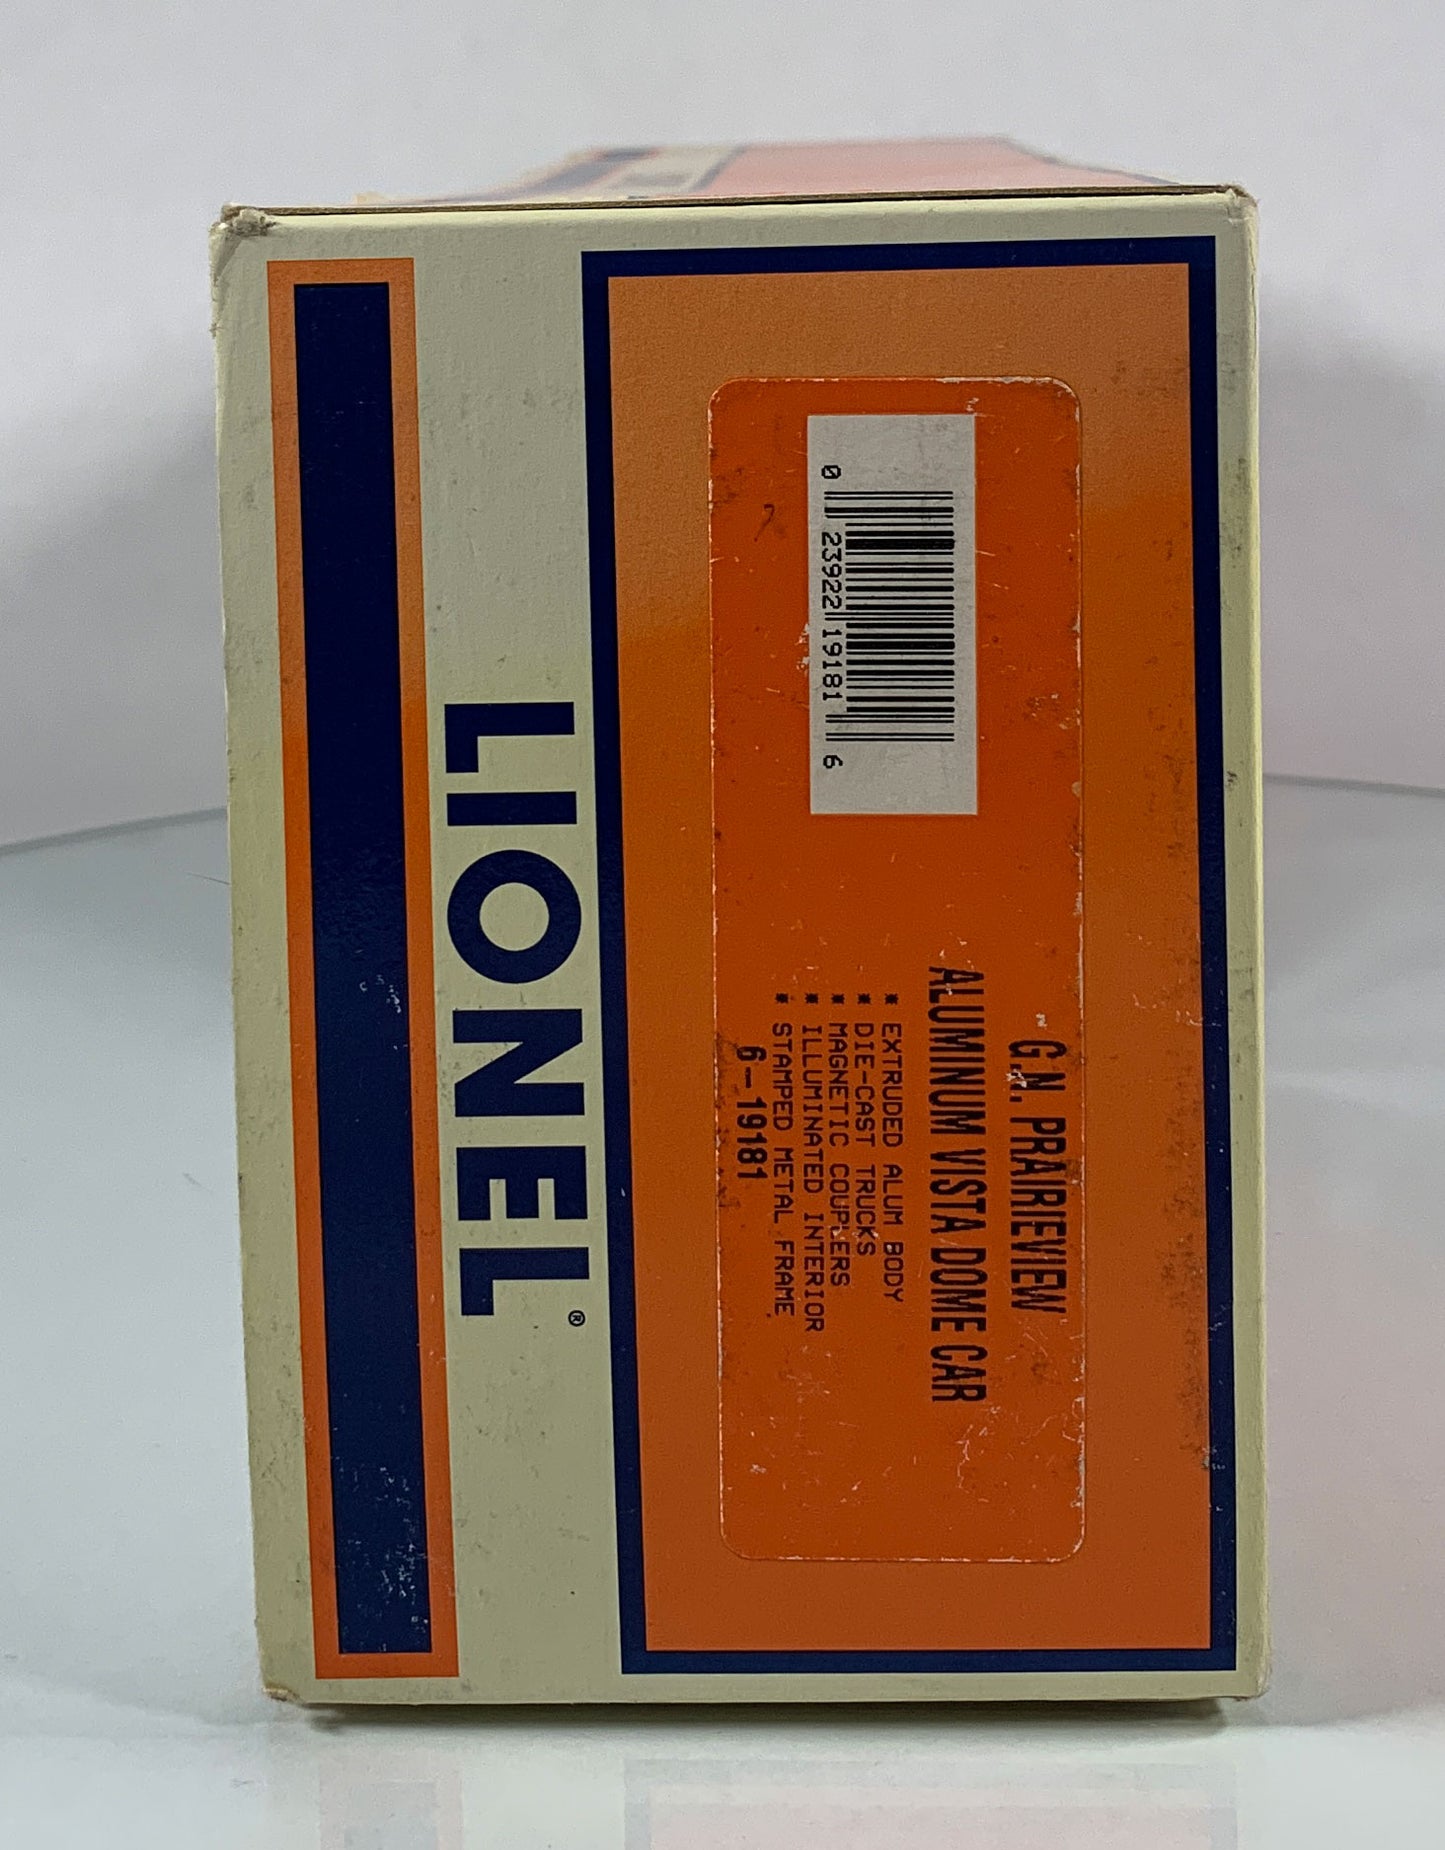 G.N. PRAIRIEVIEW
ALUMINUM VISTA DOME CAR
* EXTRUDED ALUM BODY
* DIE-CAST TRUCKS
* MAGNETIC COUPLERS
* ILLUMINATED INTERIOR
* STAMPED METAL FRAME
6-19181
0 23922 19181 6
LIONEL®